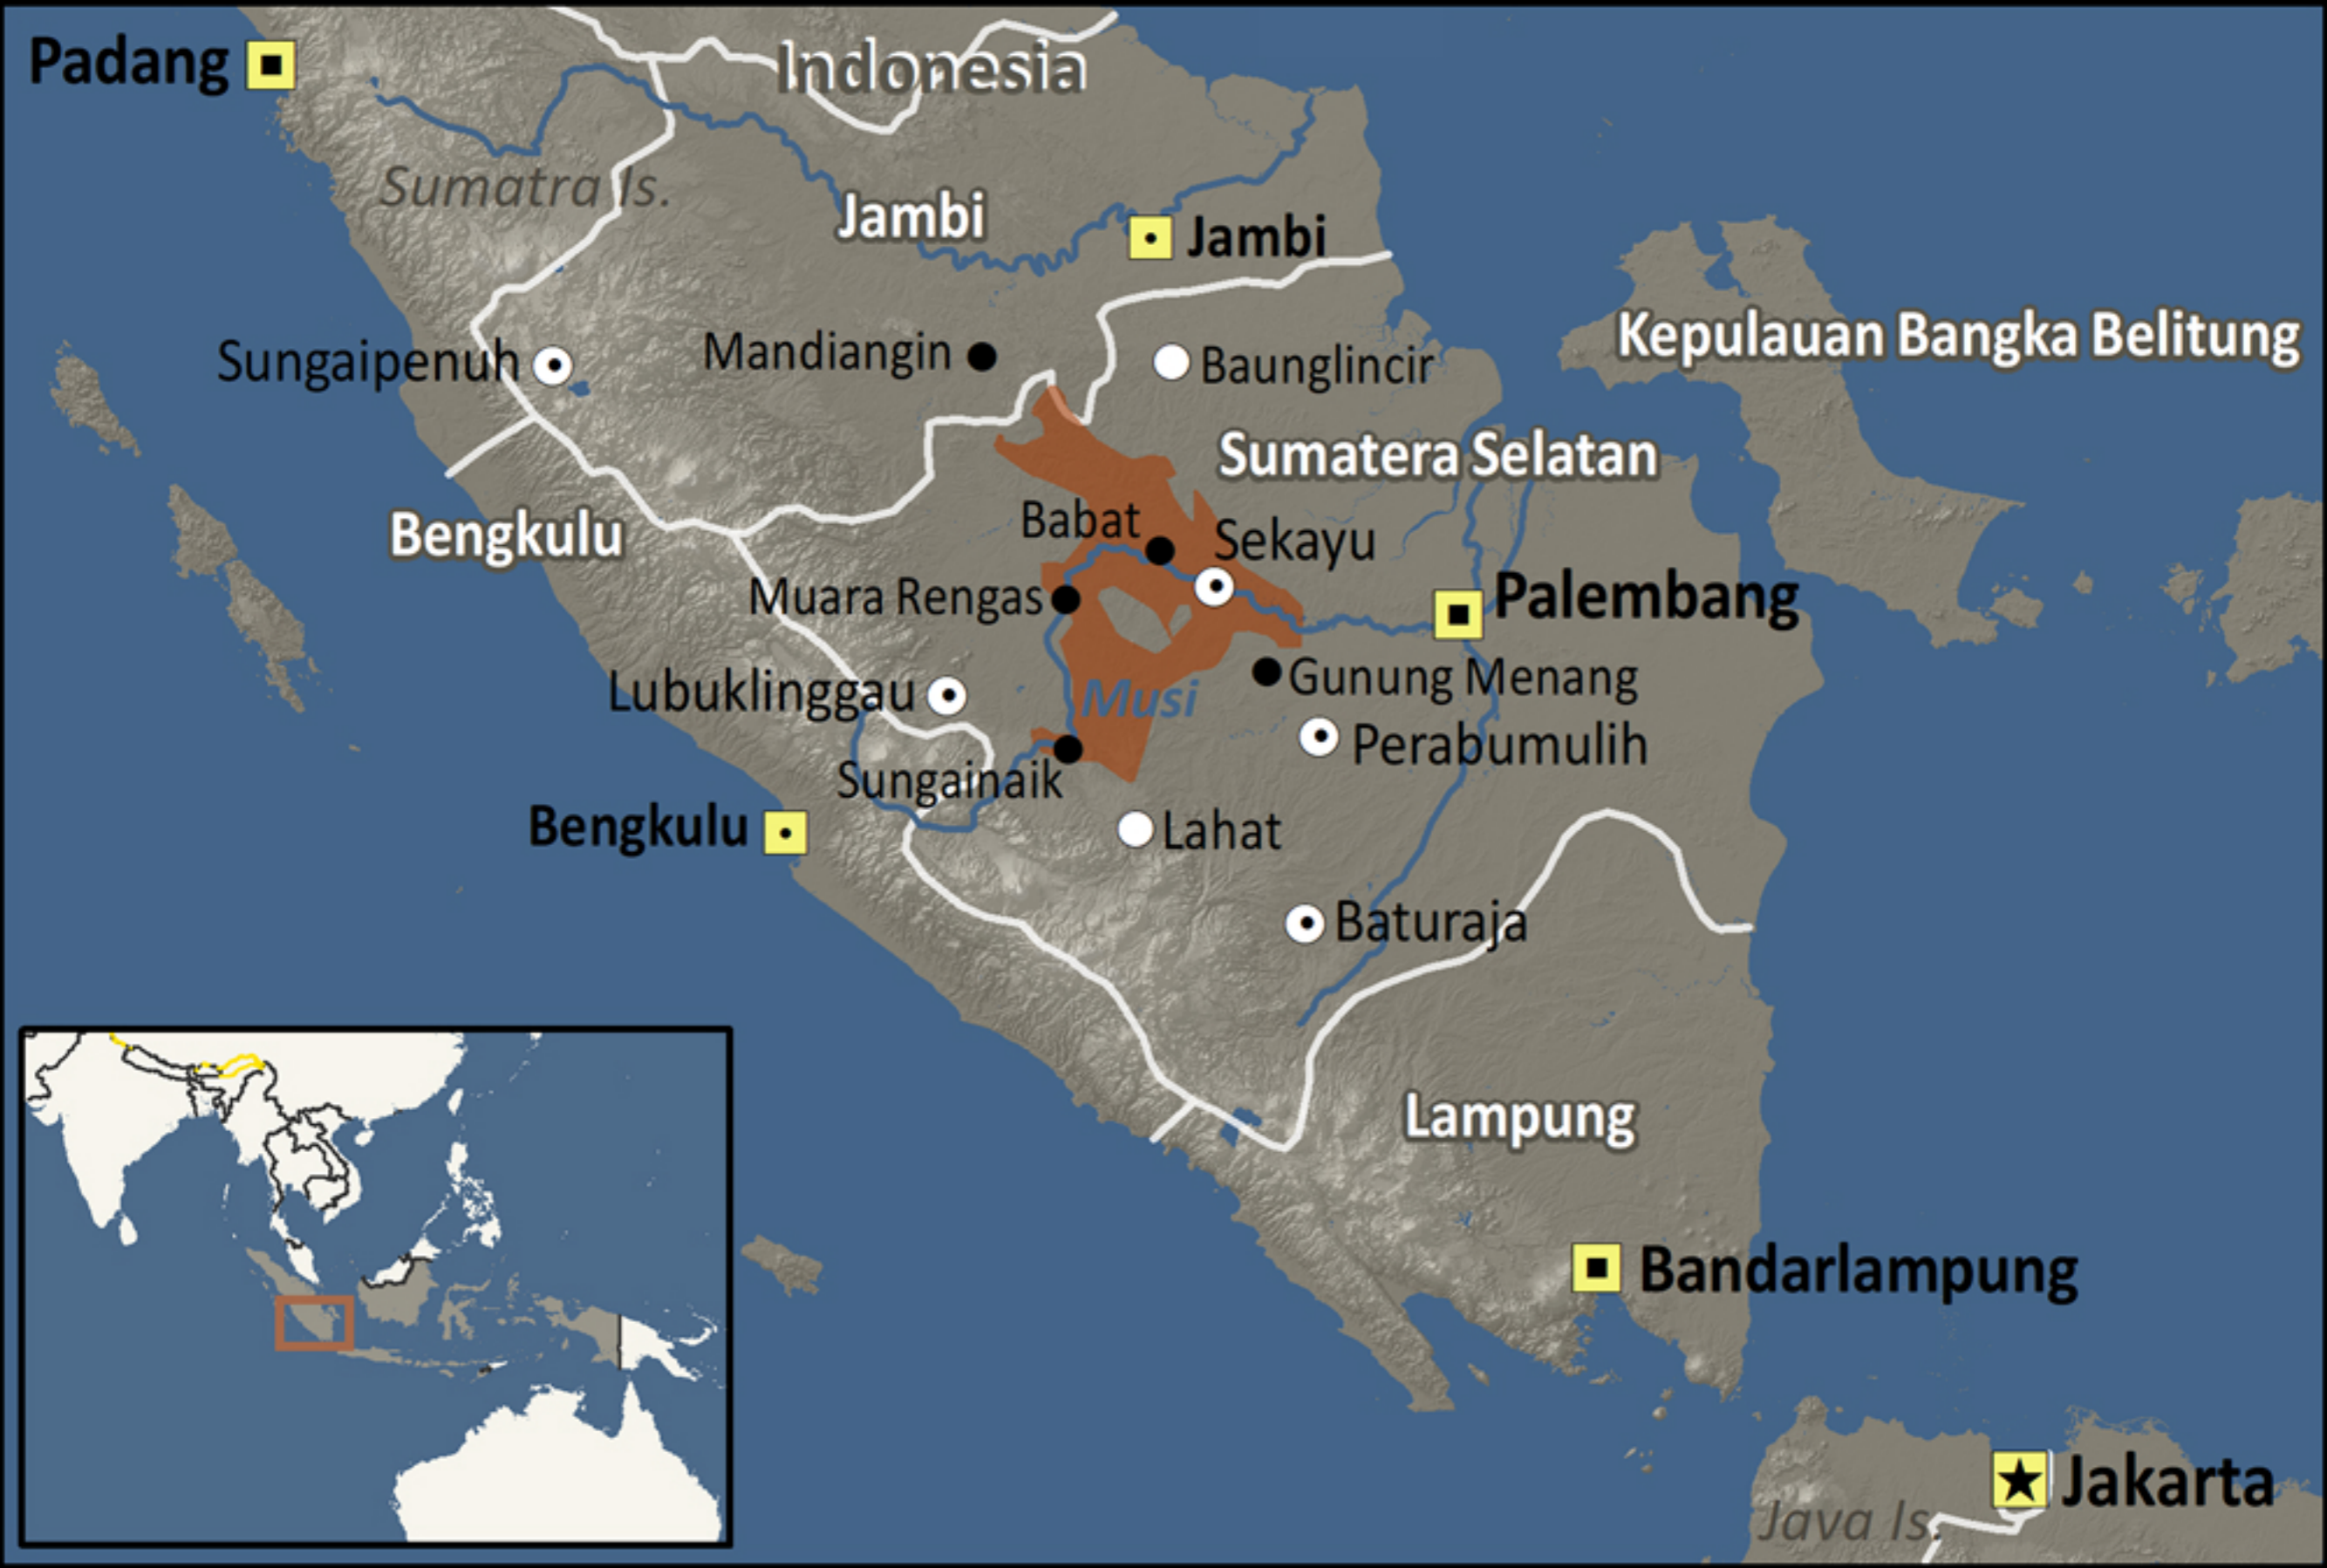 Padang
Indonesia
Sumatra Is.
Jambi
Jambi
Kepulauan Bangka Belitung
Sungaipenuh
Mandiangin
Baunglincir
Sumatera Selatan
Bengkulu
Babat
Sekayu
Muara Rengas
Palembang
Lubuklinggau
Musi
Gunung Menang
Perabumulih
Sungainaik
Bengkulu
Lahat
Baturaja
Lampung
Bandarlampung
Jakarta
Java Is.